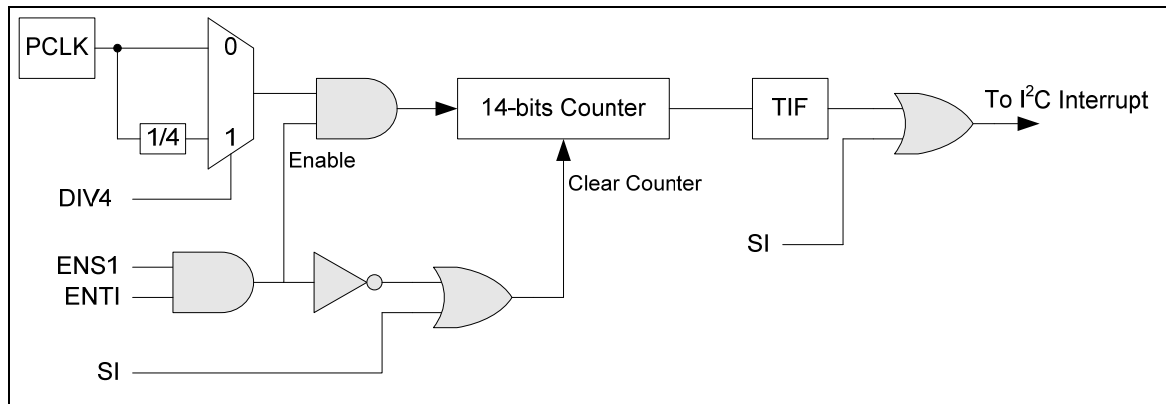 PCLK
0
1/4
1
DIV4
Enable
14-bits Counter
TIF
To I²C Interrupt
Clear Counter
SI
ENS1
ENTI
SI